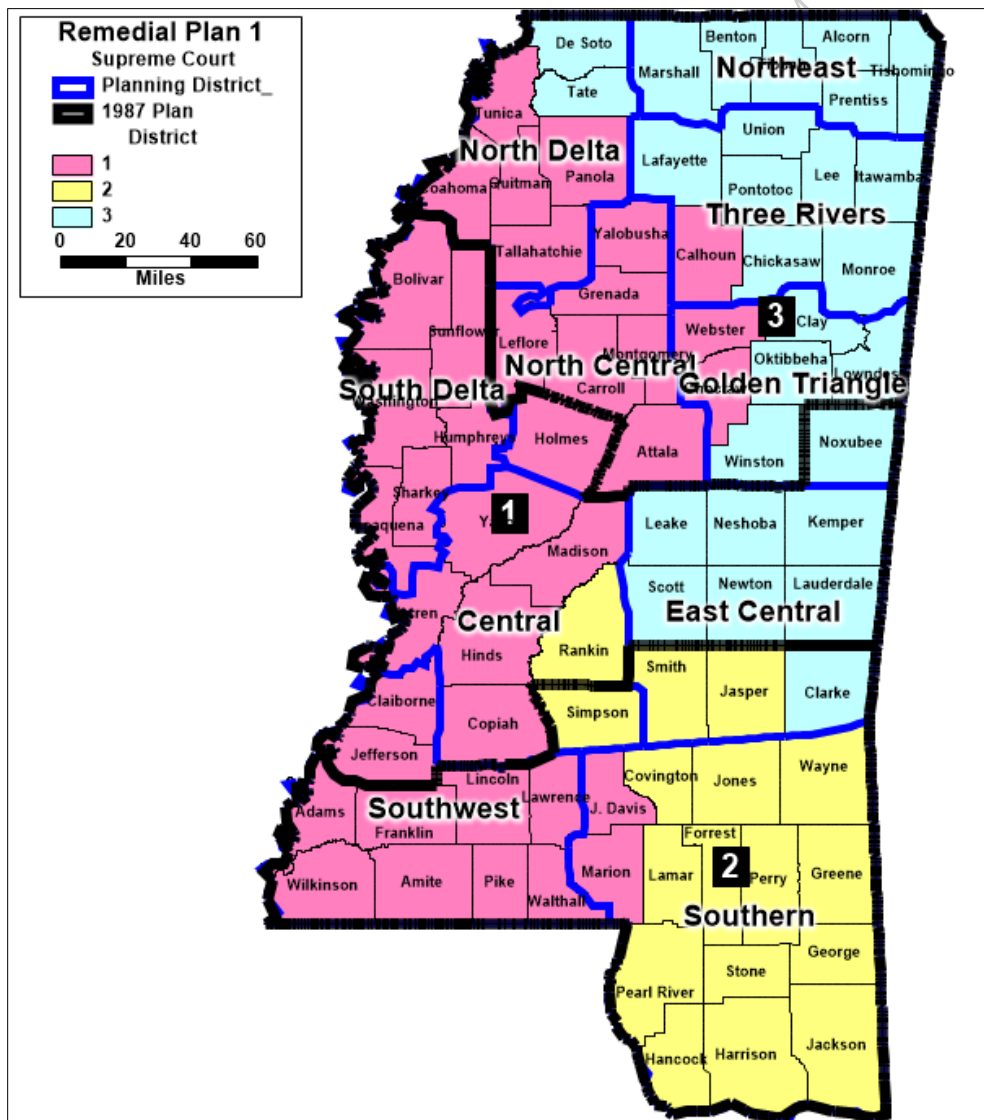 Remedial Plan 1
Supreme Court
Planning District_
1987 Plan
District
1
2
3
0 20 40 60
Miles
De Soto
Benton
Alcorn
Marshall
Northeast
Tishomingo
Tate
Prentiss
Tunica
Union
North Delta
Lafayette
Panola
Lee
Itawamba
Coahoma
Quitman
Pontotoc
Three Rivers
Yalobusha
Tallahatchie
Calhoun
Chickasaw
Monroe
Bolivar
Grenada
Sunflower
Leflore
Webster
3
Clay
Montgomery
Oktibbeha
North Central
Lowndes
South Delta
Carroll
Golden Triangle
Washington
Humphreys
Holmes
Attala
Noxubee
Winston
Sharkey
1
Leake
Neshoba
Kemper
Madison
Scott
Newton
Lauderdale
East Central
Central
Hinds
Rankin
Smith
Jasper
Clarke
Claiborne
Simpson
Copiah
Jefferson
Lincoln
Covington
Jones
Wayne
Lawrence
J. Davis
Adams
Southwest
Franklin
Forrest
Marion
Lamar
2
Perry
Greene
Wilkinson
Amite
Pike
Walthall
Southern
George
Stone
Pearl River
Hancock
Harrison
Jackson